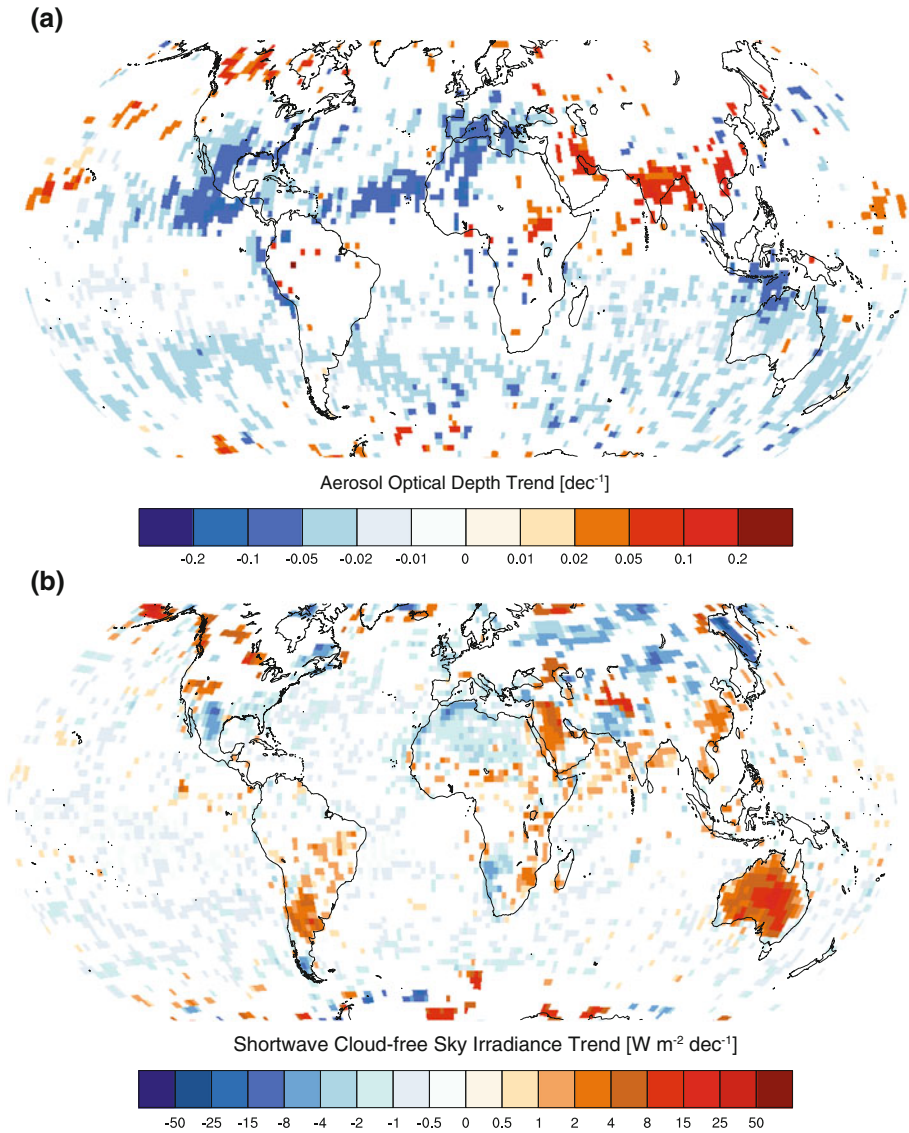 (a)
Aerosol Optical Depth Trend [dec⁻¹]
-0.2 -0.1 -0.05 -0.02 -0.01 0 0.01 0.02 0.05 0.1 0.2
(b)
Shortwave Cloud-free Sky Irradiance Trend [W m⁻² dec⁻¹]
-50 -25 -15 -8 -4 -2 -1 -0.5 0 0.5 1 2 4 8 15 25 50